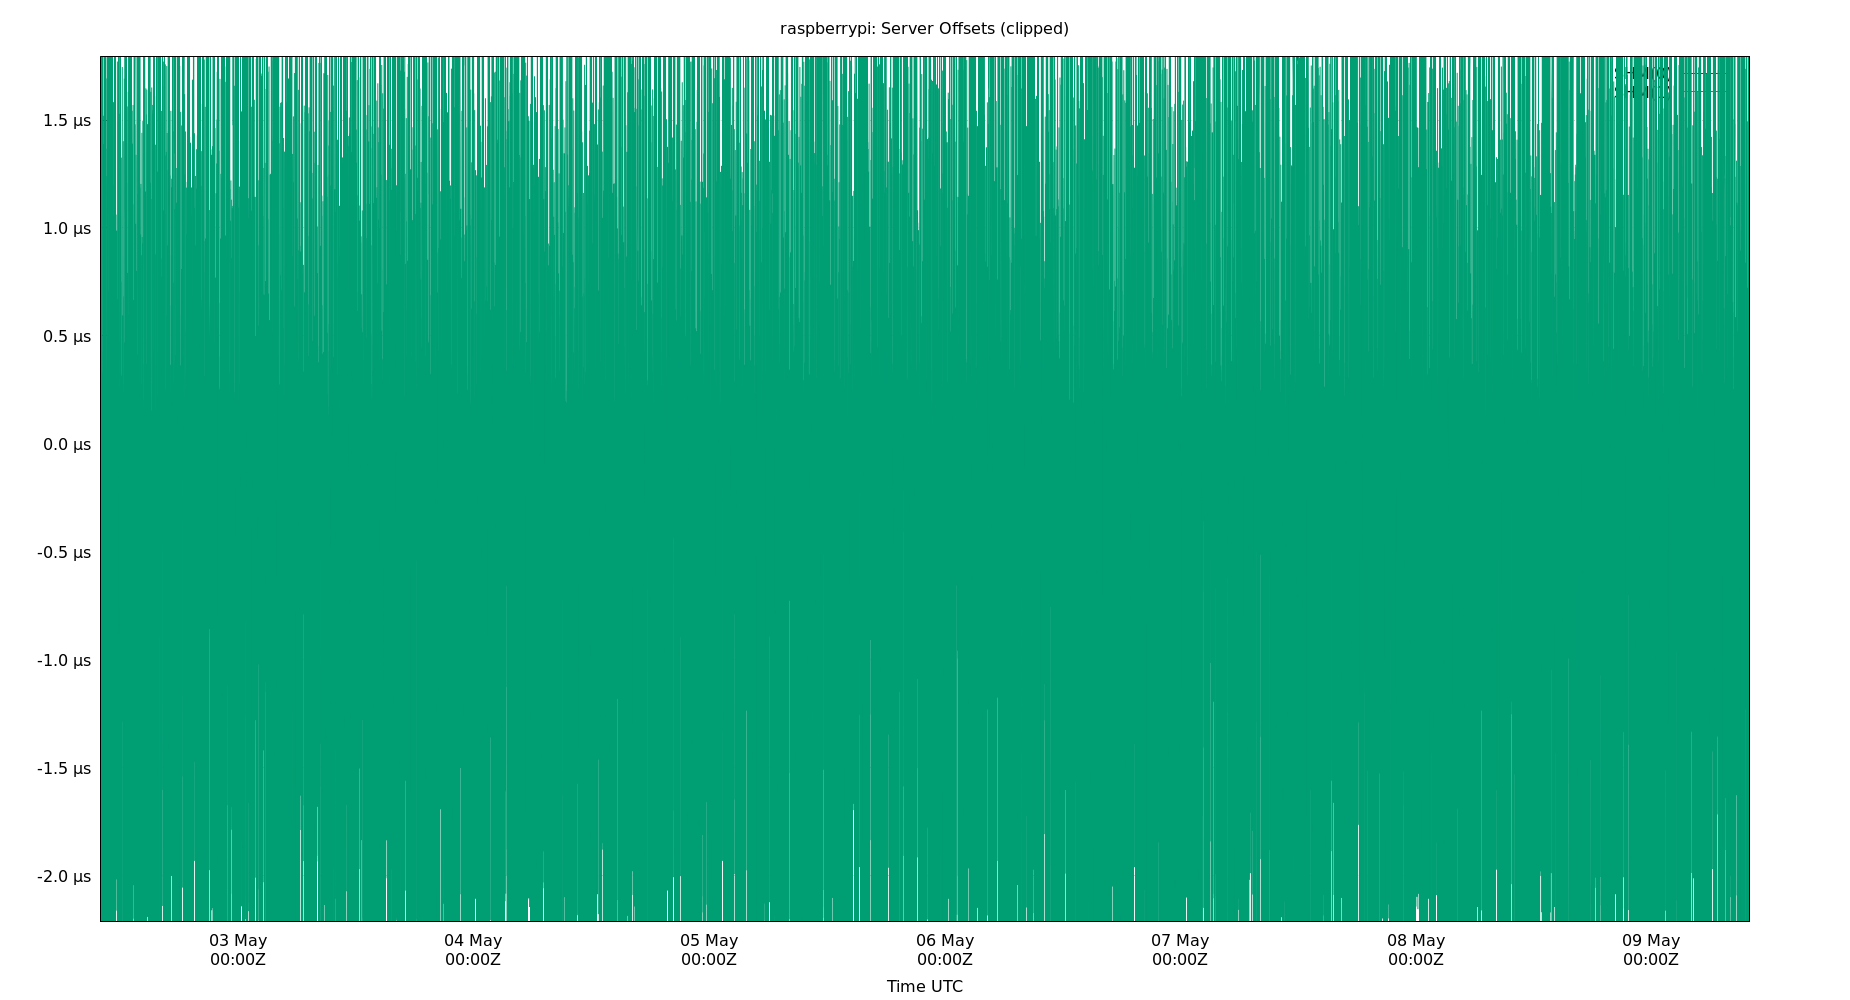 raspberrypi: Server Offsets (clipped)
1.5 µs
1.0 µs
0.5 µs
0.0 µs
-0.5 µs
-1.0 µs
-1.5 µs
-2.0 µs
03 May 04 May 05 May 06 May 07 May 08 May 09 May
00:00Z 00:00Z 00:00Z 00:00Z 00:00Z 00:00Z 00:00Z
Time UTC